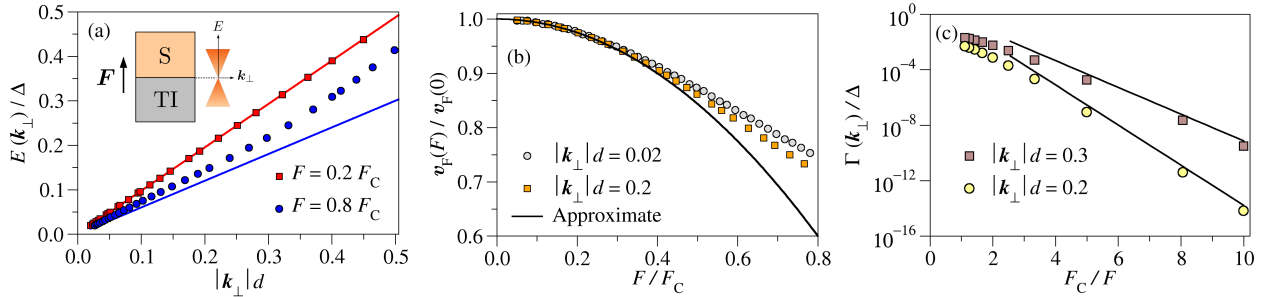 (a)
E(k⊥) / Δ
0.5
0.4
0.3
0.2
0.1
0.0
0.0 0.1 0.2 0.3 0.4 0.5
|k⊥|d
F
S
TI
E
k⊥
F = 0.2 F_C
F = 0.8 F_C
(b)
v_F(F) / v_F(0)
1.0
0.9
0.8
0.7
0.6
0.0 0.2 0.4 0.6 0.8
F / F_C
|k⊥|d = 0.02
|k⊥|d = 0.2
Approximate
(c)
Γ(k⊥) / Δ
10^0
10^−4
10^−8
10^−12
10^−16
0 2 4 6 8 10
F_C / F
|k⊥|d = 0.3
|k⊥|d = 0.2